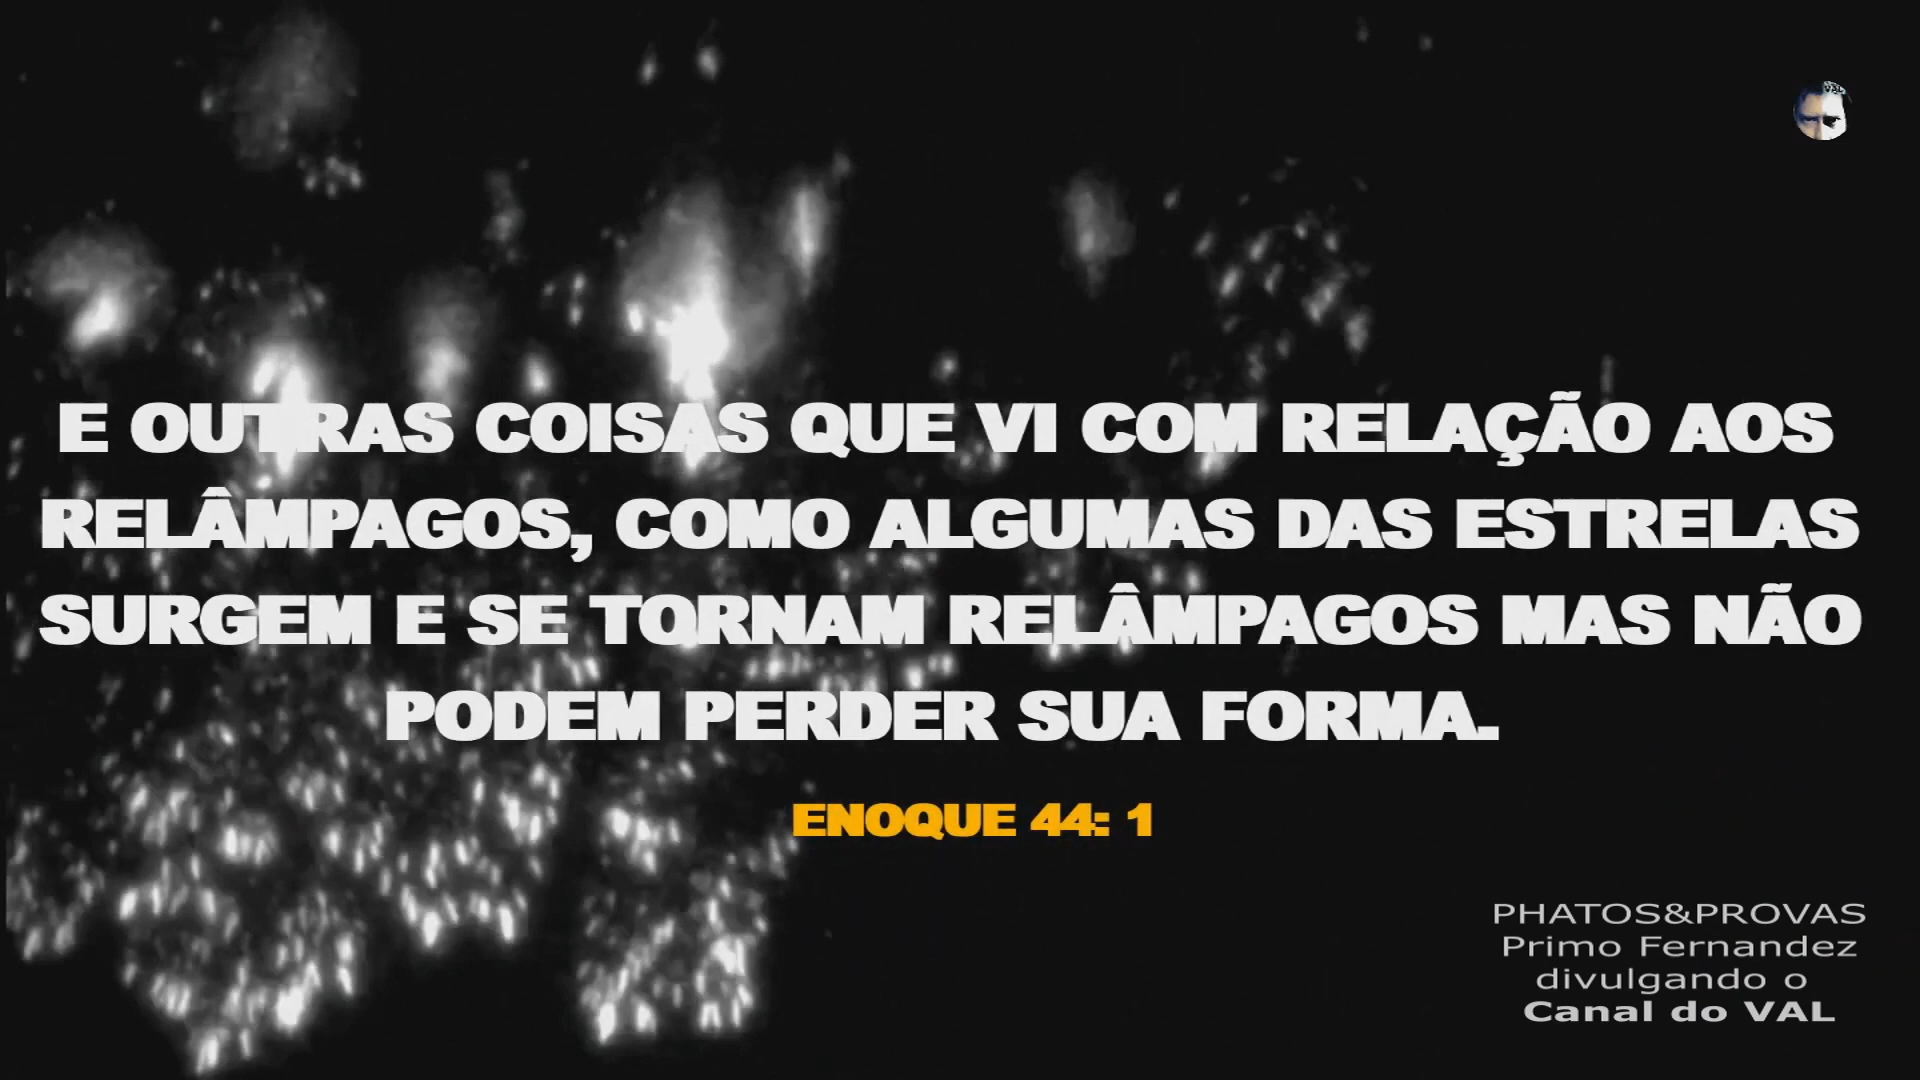 E OUTRAS COISAS QUE VI COM RELAÇÃO AOS
RELÂMPAGOS, COMO ALGUMAS DAS ESTRELAS
SURGEM E SE TORNAM RELÂMPAGOS MAS NÃO
PODEM PERDER SUA FORMA.
ENOQUE 44: 1
PHATOS&PROVAS
Primo Fernandez
divulgando o
Canal do VAL